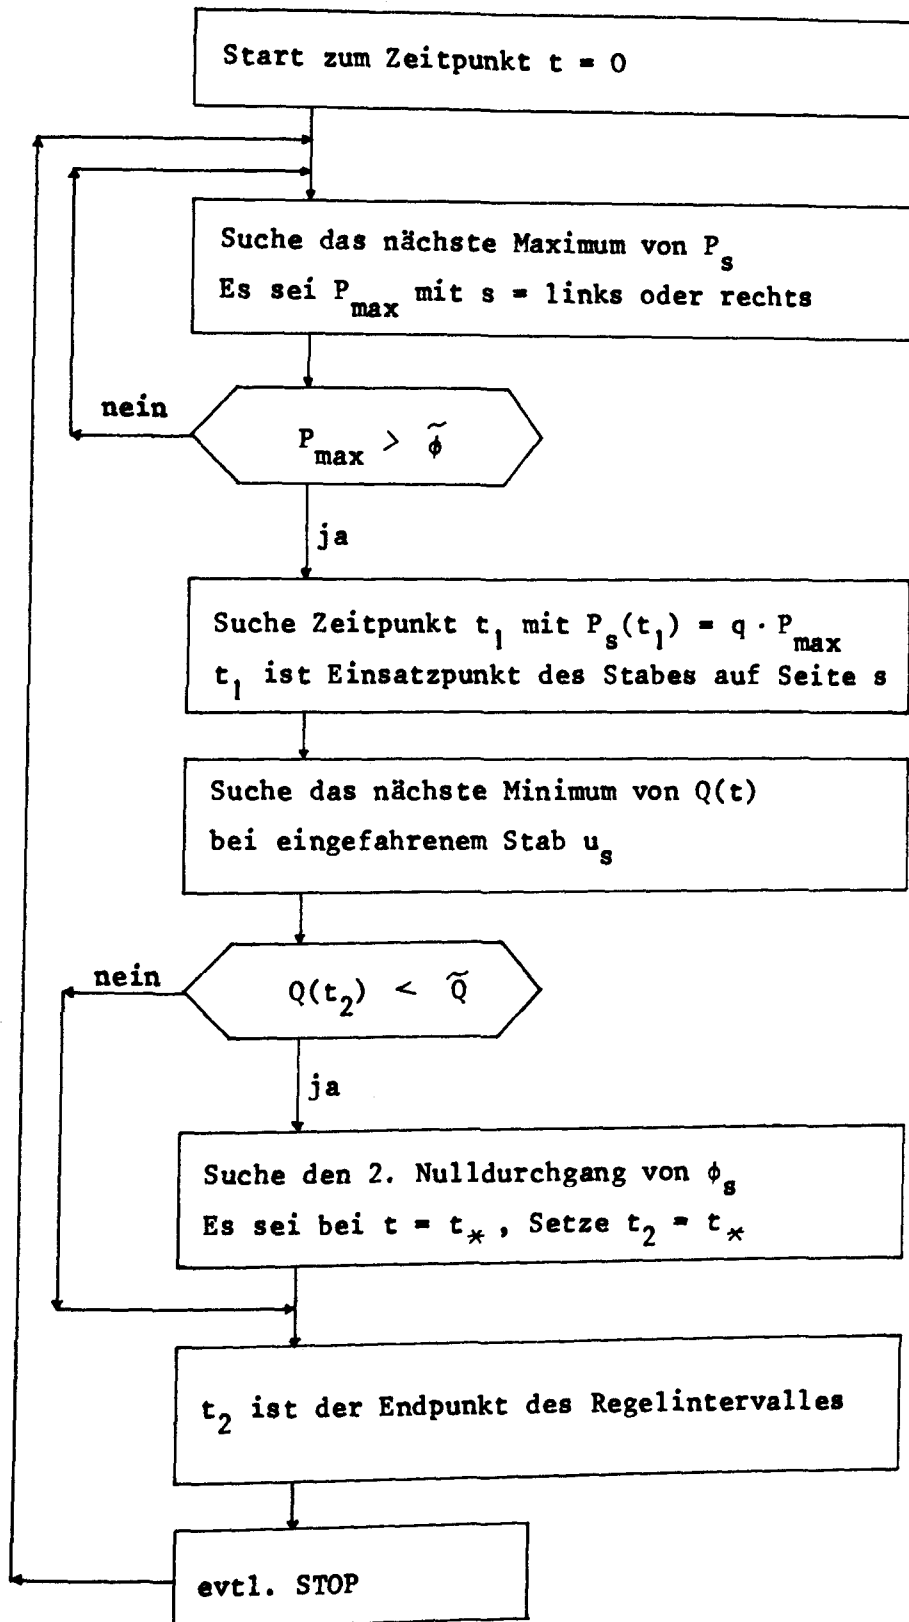 Start zum Zeitpunkt t = 0
Suche das nächste Maximum von P_s
Es sei P_max mit s = links oder rechts
nein
P_max > ϕ̃
ja
Suche Zeitpunkt t_1 mit P_s(t_1) = q · P_max
t_1 ist Einsatzpunkt des Stabes auf Seite s
Suche das nächste Minimum von Q(t)
bei eingefahrenem Stab u_s
nein
Q(t_2) < Q̃
ja
Suche den 2. Nulldurchgang von ϕ_s
Es sei bei t = t_* , Setze t_2 = t_*
t_2 ist der Endpunkt des Regelintervalles
evtl. STOP